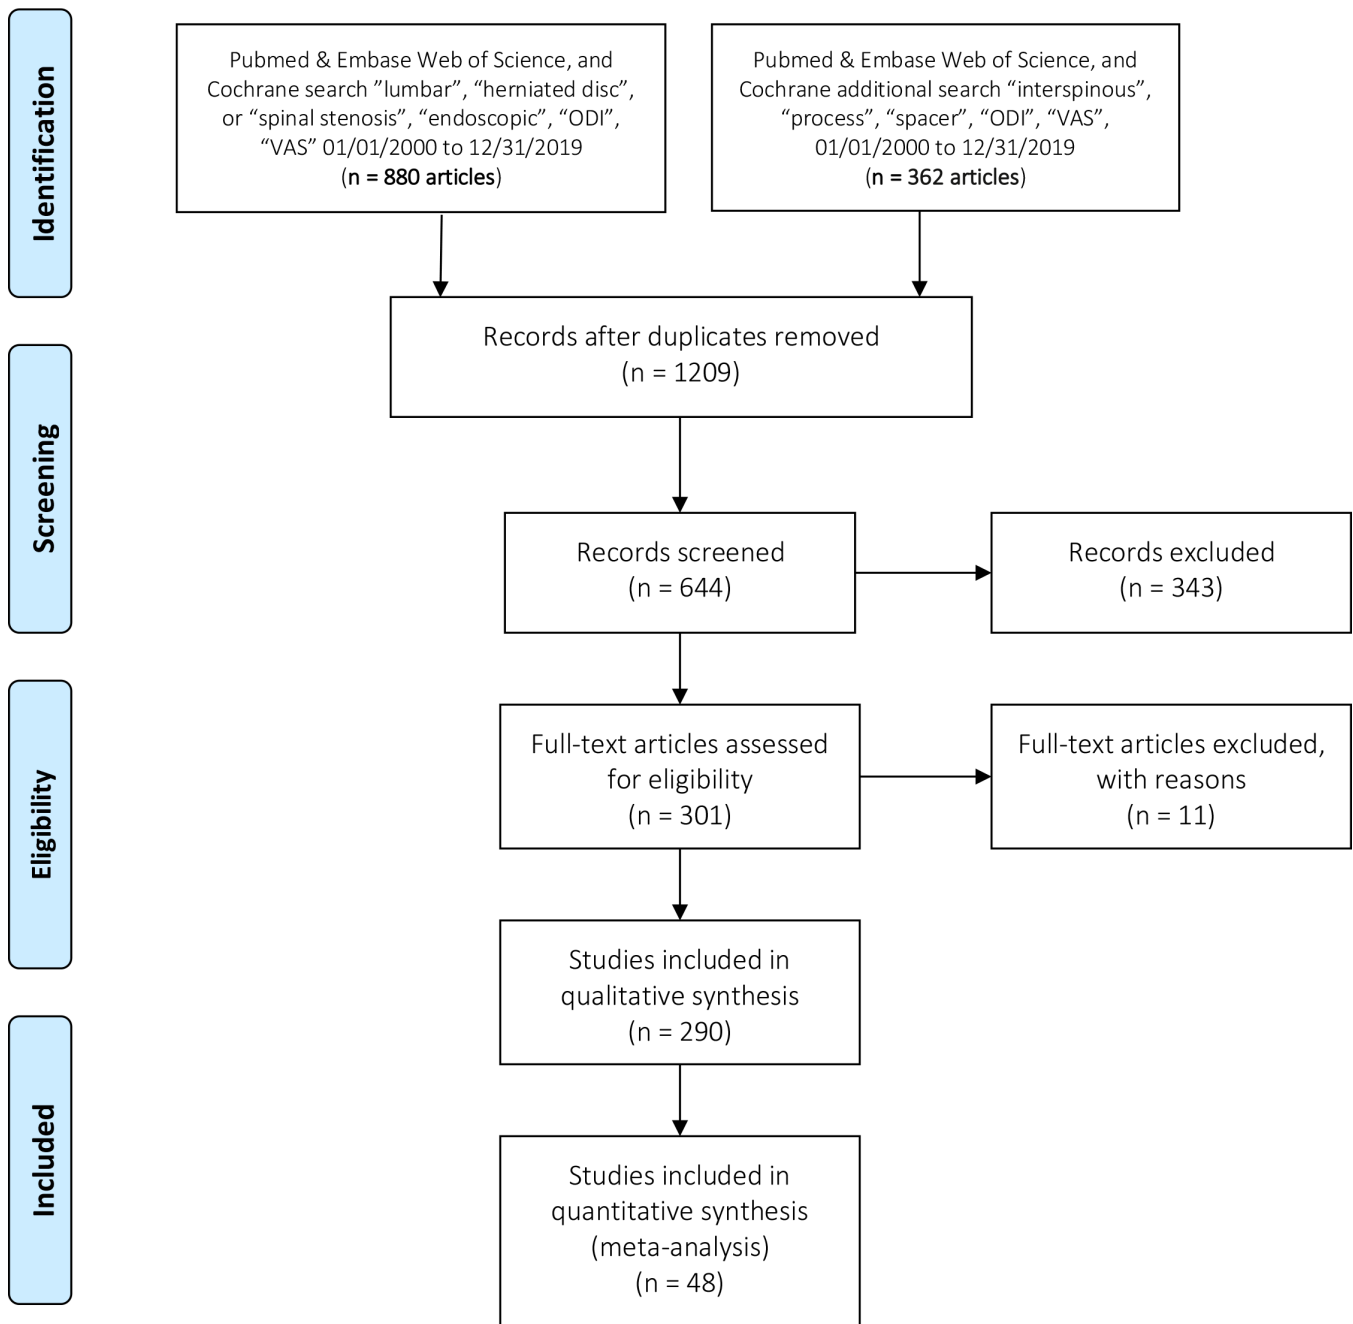 Identification
Pubmed & Embase Web of Science, and
Cochrane search ”lumbar”, “herniated disc”,
or “spinal stenosis”, “endoscopic”, “ODI”,
“VAS” 01/01/2000 to 12/31/2019
(n = 880 articles)
Pubmed & Embase Web of Science, and
Cochrane additional search “interspinous”,
“process”, “spacer”, “ODI”, “VAS”,
01/01/2000 to 12/31/2019
(n = 362 articles)
Records after duplicates removed
(n = 1209)
Screening
Records screened
(n = 644)
Records excluded
(n = 343)
Eligibility
Full-text articles assessed
for eligibility
(n = 301)
Full-text articles excluded,
with reasons
(n = 11)
Studies included in
qualitative synthesis
(n = 290)
Included
Studies included in
quantitative synthesis
(meta-analysis)
(n = 48)